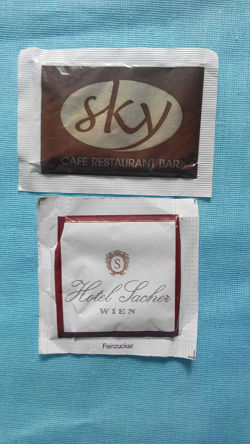 sky
CAFE RESTAURANT BAR
S
Hotel Sacher
WIEN
Feinzucker